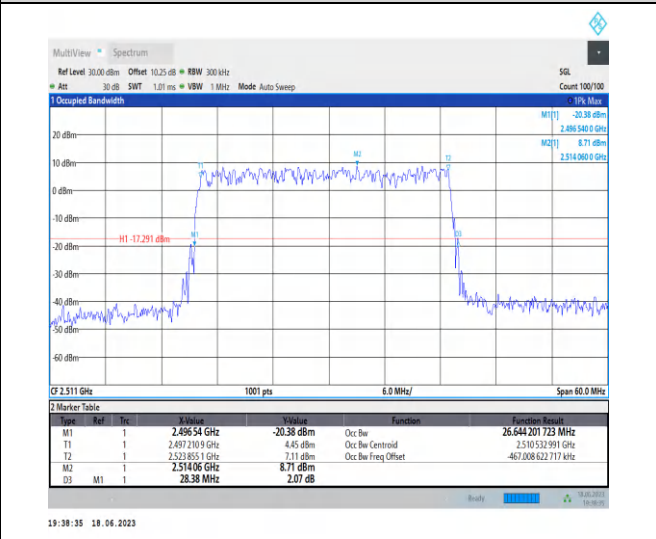 MultiView Spectrum
Ref Level 30.00 dBm Offset 10.25 dB RBW 300 kHz SGL
Att 30 dB SWT 1.01 ms VBW 1 MHz Mode Auto Sweep Count 100/100
1 Occupied Bandwidth 1Pk Max
M1[1] -20.38 dBm
2.496 540 0 GHz
M2[1] 8.71 dBm
2.514 060 0 GHz
20 dBm
10 dBm
0 dBm
-10 dBm
-20 dBm
-30 dBm
-40 dBm
-50 dBm
-60 dBm
T1
M2
T2
M1
D3
H1 -17.291 dBm
CF 2.511 GHz 1001 pts 6.0 MHz/ Span 60.0 MHz
2 Marker Table
Type Ref Trc X-Value Y-Value Function Function Result
M1 1 2.496 54 GHz -20.38 dBm Occ Bw 26.644 201 723 MHz
T1 1 2.497 210 9 GHz 4.45 dBm Occ Bw Centroid 2.510 532 991 GHz
T2 1 2.523 855 1 GHz 7.11 dBm Occ Bw Freq Offset -467.008 622 717 kHz
M2 1 2.514 06 GHz 8.71 dBm
D3 M1 1 28.38 MHz 2.07 dB
Ready 18.06.2023
19:38:35
19:38:35 18.06.2023